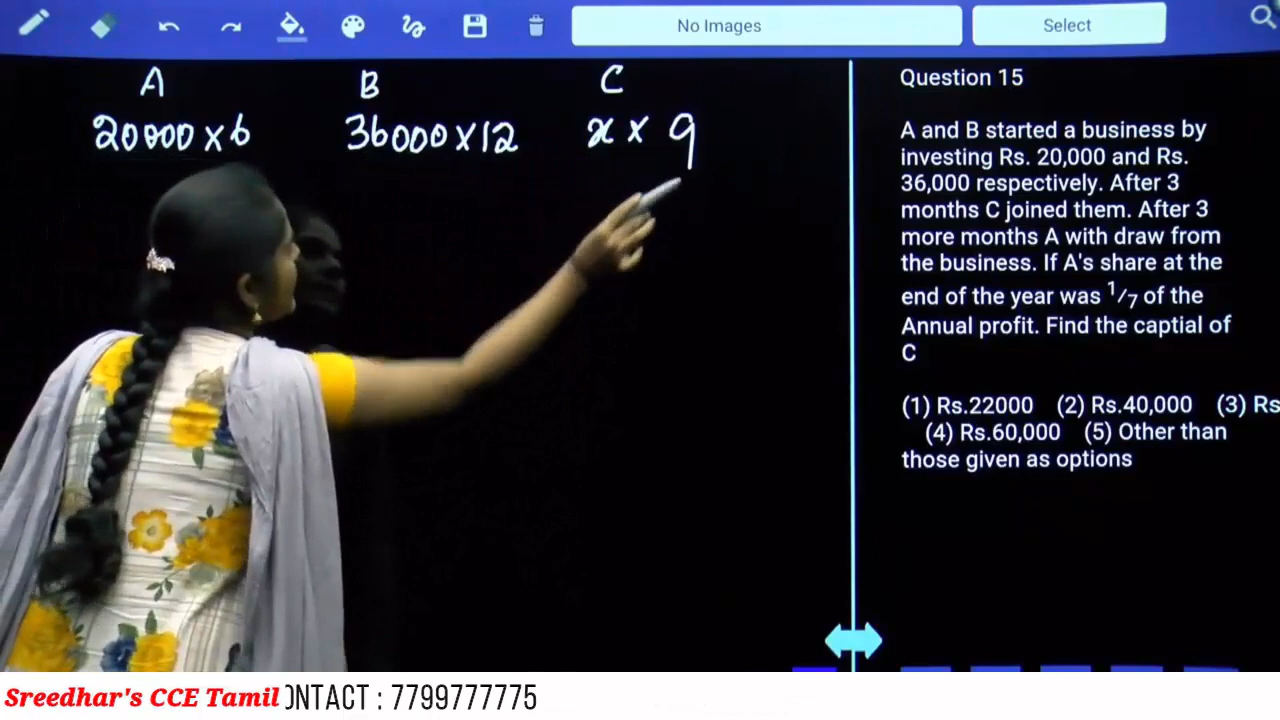 No Images
Select
A B C
20000 x 6 36000 x 12 x x 9
Question 15
A and B started a business by
investing Rs. 20,000 and Rs.
36,000 respectively. After 3
months C joined them. After 3
more months A with draw from
the business. If A's share at the
end of the year was 1/7 of the
Annual profit. Find the captial of
C
(1) Rs.22000 (2) Rs.40,000 (3) Rs
(4) Rs.60,000 (5) Other than
those given as options
Sreedhar's CCE Tamil ONTACT : 7799777775